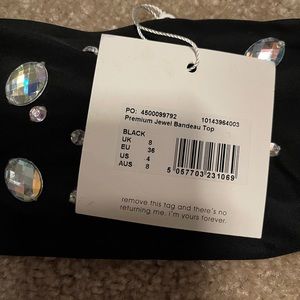 PO: 4500099792 10143964003
Premium Jewel Bandeau Top
BLACK
UK 8
EU 36
US 4
AUS 8
5 057703 231069
remove this tag and there's no
returning me. I'm yours forever.